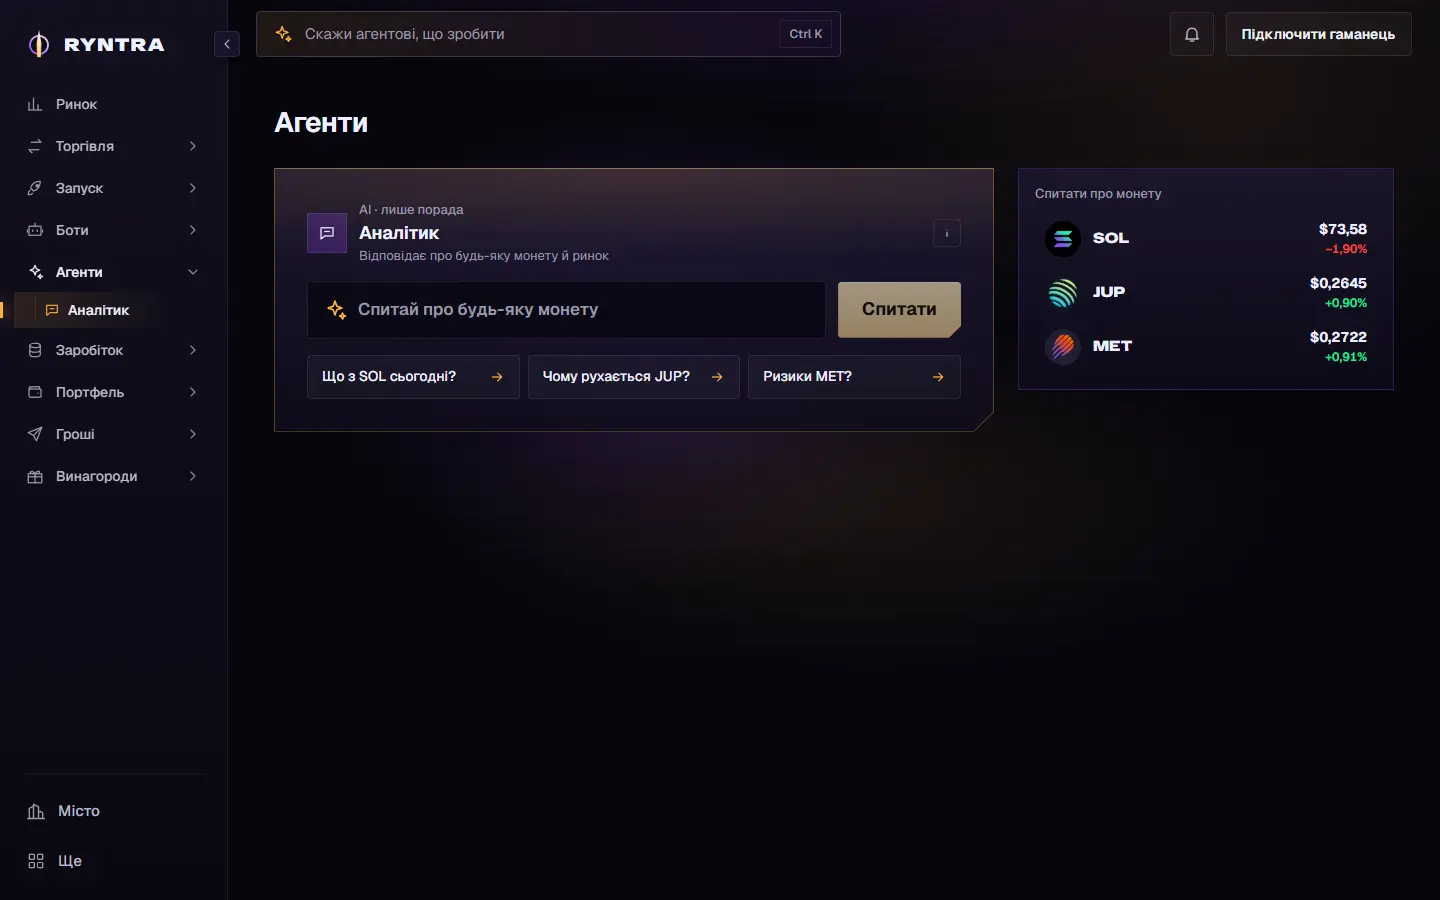 RYNTRA
Скажи агентові, що зробити
Ctrl K
Підключити гаманець
Ринок
Торгівля
Запуск
Боти
Агенти
Аналітик
Заробіток
Портфель
Гроші
Винагороди
Місто
Ще
Агенти
AI · лише порада
Аналітик
Відповідає про будь-яку монету й ринок
i
Спитай про будь-яку монету
Спитати
Що з SOL сьогодні?
Чому рухається JUP?
Ризики MET?
Спитати про монету
SOL
$73,58
−1,90%
JUP
$0,2645
+0,90%
MET
$0,2722
+0,91%